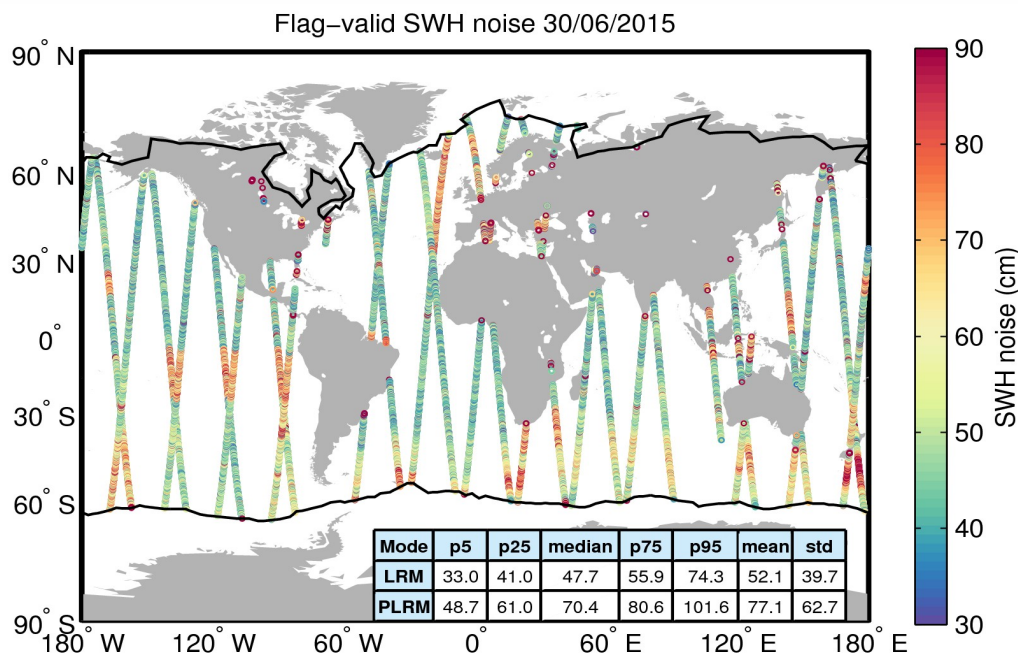 Flag−valid SWH noise 30/06/2015
90° N
60° N
30° N
0°
30° S
60° S
90° S
180° W
120° W
60° W
0°
60° E
120° E
180° E
Mode p5 p25 median p75 p95 mean std
LRM 33.0 41.0 47.7 55.9 74.3 52.1 39.7
PLRM 48.7 61.0 70.4 80.6 101.6 77.1 62.7
90
80
70
60
50
40
30
SWH noise (cm)